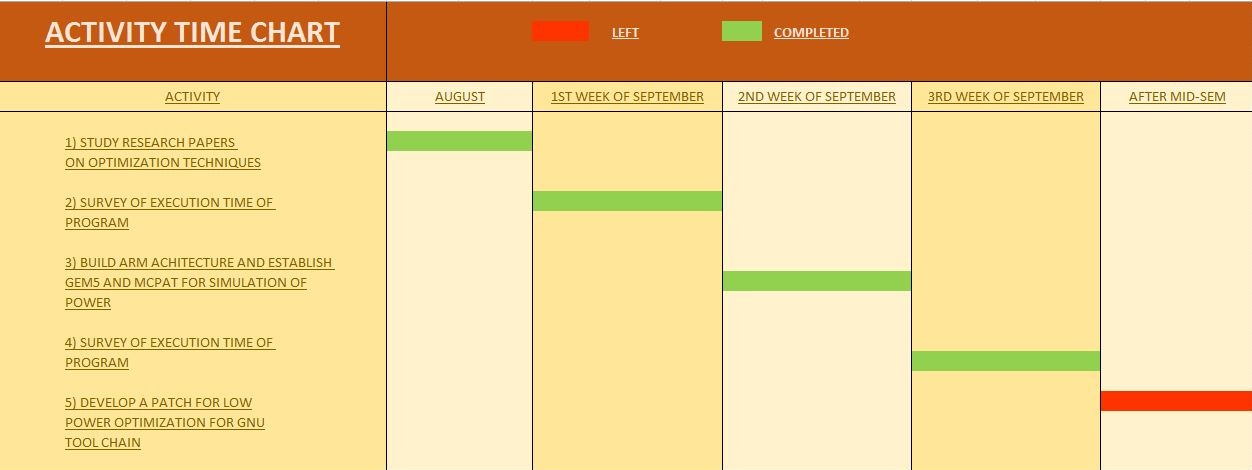 ACTIVITY TIME CHART
LEFT
COMPLETED
ACTIVITY
AUGUST
1ST WEEK OF SEPTEMBER
2ND WEEK OF SEPTEMBER
3RD WEEK OF SEPTEMBER
AFTER MID-SEM
1) STUDY RESEARCH PAPERS
ON OPTIMIZATION TECHNIQUES
2) SURVEY OF EXECUTION TIME OF
PROGRAM
3) BUILD ARM ACHITECTURE AND ESTABLISH
GEM5 AND MCPAT FOR SIMULATION OF
POWER
4) SURVEY OF EXECUTION TIME OF
PROGRAM
5) DEVELOP A PATCH FOR LOW
POWER OPTIMIZATION FOR GNU
TOOL CHAIN